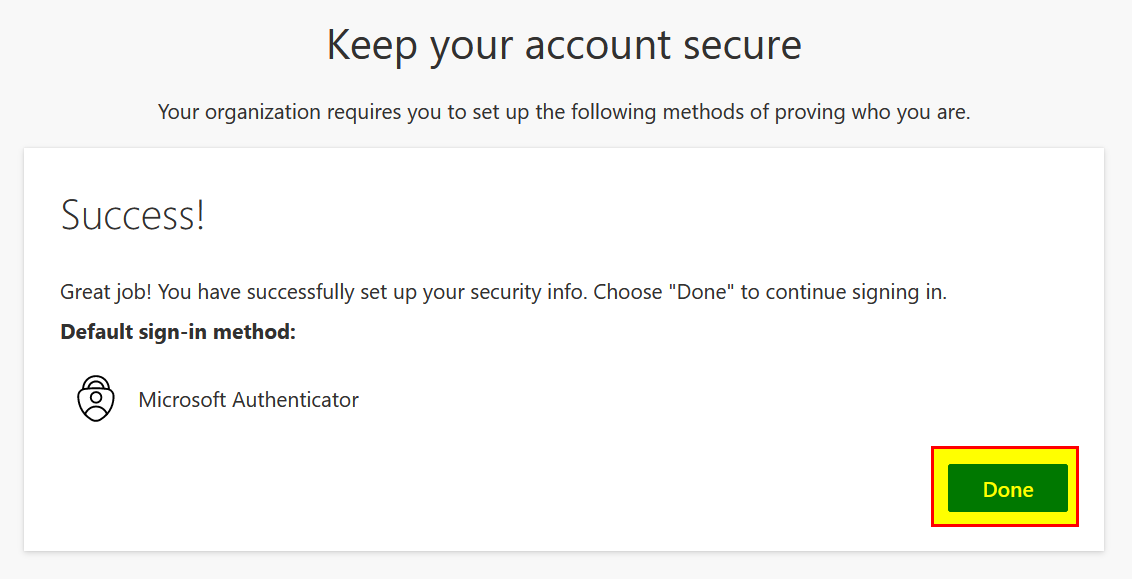 Keep your account secure
Your organization requires you to set up the following methods of proving who you are.
Success!
Great job! You have successfully set up your security info. Choose "Done" to continue signing in.
Default sign-in method:
Microsoft Authenticator
Done